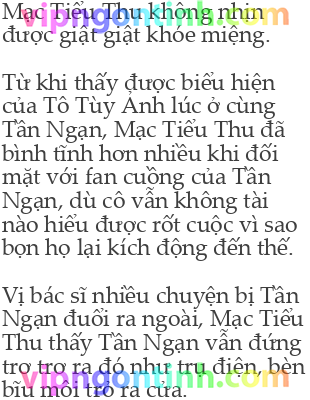 Mạc Tiểu Thu không nhịn
được giật giật khóe miệng.
Từ khi thấy được biểu hiện
của Tô Tùy Ảnh lúc ở cùng
Tần Ngạn, Mạc Tiểu Thu đã
bình tĩnh hơn nhiều khi đối
mặt với fan cuồng của Tần
Ngạn, dù cô vẫn không tài
nào hiểu được rốt cuộc vì sao
bọn họ lại kích động đến thế.
Vị bác sĩ nhiều chuyện bị Tần
Ngạn đuổi ra ngoài, Mạc Tiểu
Thu thấy Tần Ngạn vẫn đứng
trơ trơ ra đó như trụ điện, bèn
bĩu môi trỏ ra cửa.
vipngontinh.com
vipngontinh.com